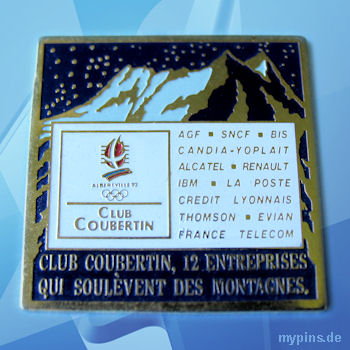 AGF ▪ SNCF ▪ BIS
CANDIA-YOPLAIT
ALCATEL ▪ RENAULT
IBM ▪ LA POSTE
CREDIT LYONNAIS
THOMSON ▪ EVIAN
FRANCE TELECOM
ALBERTVILLE 92
CLUB
COUBERTIN
CLUB COUBERTIN, 12 ENTREPRISES
QUI SOULÈVENT DES MONTAGNES.
mypins.de